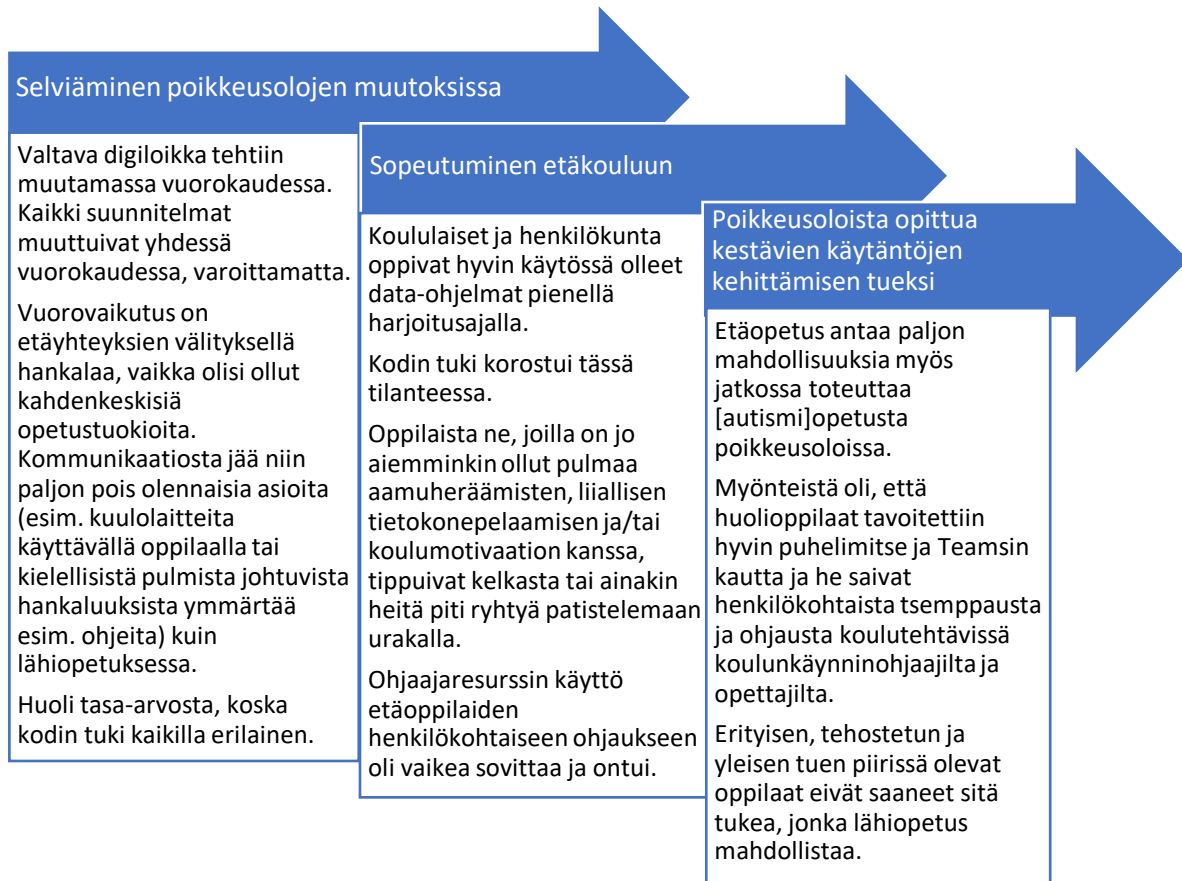 Selviäminen poikkeusolojen muutoksissa
Valtava digiloikka tehtiin
muutamassa vuorokaudessa.
Kaikki suunnitelmat
muuttuivat yhdessä
vuorokaudessa, varoittamatta.
Vuorovaikutus on
etäyhteyksien välityksellä
hankalaa, vaikka olisi ollut
kahdenkeskisiä
opetustuokioita.
Kommunikaatiosta jää niin
paljon pois olennaisia asioita
(esim. kuulolaitteita
käyttävällä oppilaalla tai
kielellisistä pulmista johtuvista
hankaluuksista ymmärtää
esim. ohjeita) kuin
lähiopetuksessa.
Huoli tasa-arvosta, koska
kodin tuki kaikilla erilainen.
Sopeutuminen etäkouluun
Koululaiset ja henkilökunta
oppivat hyvin käytössä olleet
data-ohjelmat pienellä
harjoitusajalla.
Kodin tuki korostui tässä
tilanteessa.
Oppilaista ne, joilla on jo
aiemminkin ollut pulmaa
aamuheräämisten, liiallisen
tietokonepelaamisen ja/tai
koulumotivaation kanssa,
tippuivat kelkasta tai ainakin
heitä piti ryhtyä patistelemaan
urakalla.
Ohjaajaresurssin käyttö
etäoppilaiden
henkilökohtaiseen ohjaukseen
oli vaikea sovittaa ja ontui.
Poikkeusoloista opittua
kestävien käytäntöjen
kehittämisen tueksi
Etäopetus antaa paljon
mahdollisuuksia myös
jatkossa toteuttaa
[autismi]opetusta
poikkeusoloissa.
Myönteistä oli, että
huolioppilaat tavoitettiin
hyvin puhelimitse ja Teamsin
kautta ja he saivat
henkilökohtaista tsemppausta
ja ohjausta koulutehtävissä
koulunkäynninohjaajilta ja
opettajilta.
Erityisen, tehostetun ja
yleisen tuen piirissä olevat
oppilaat eivät saaneet sitä
tukea, jonka lähiopetus
mahdollistaa.